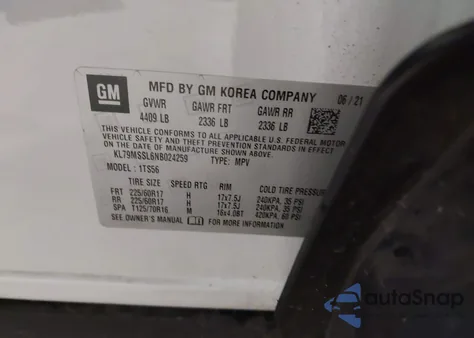 GM
MFD BY GM KOREA COMPANY 06/21
GVWR GAWR FRT GAWR RR
4409 LB 2336 LB 2336 LB
THIS VEHICLE CONFORMS TO ALL APPLICABLE U.S. FEDERAL MOTOR
VEHICLE SAFETY AND THEFT PREVENTION STANDARDS IN EFFECT
ON THE DATE OF MANUFACTURE SHOWN ABOVE.
KL79MSSL6NB024259 TYPE : MPV
MODEL : 1TS56
TIRE SIZE SPEED RTG RIM COLD TIRE PRESSURE
FRT 225/60R17 H 17x7.5J 240KPA, 35 PSI
RR 225/60R17 H 17x7.5J 240KPA, 35 PSI
SPA T125/70R16 M 16x4.0BT 420KPA, 60 PSI
SEE OWNER'S MANUAL FOR ADDITIONAL INFORMATION.
autoSnap